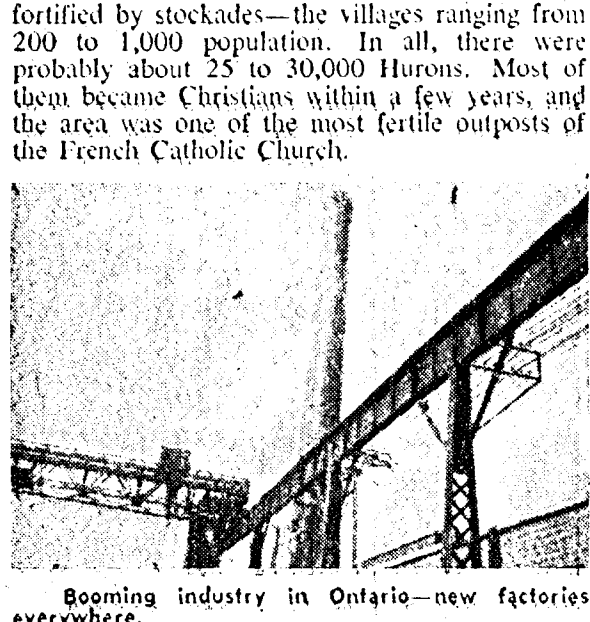 fortified by stockades—the villages ranging from
200 to 1,000 population. In all, there were
probably about 25 to 30,000 Hurons. Most of
them became Christians within a few years, and
the area was one of the most fertile outposts of
the French Catholic Church.
Booming industry in Ontario—new factories
everywhere.